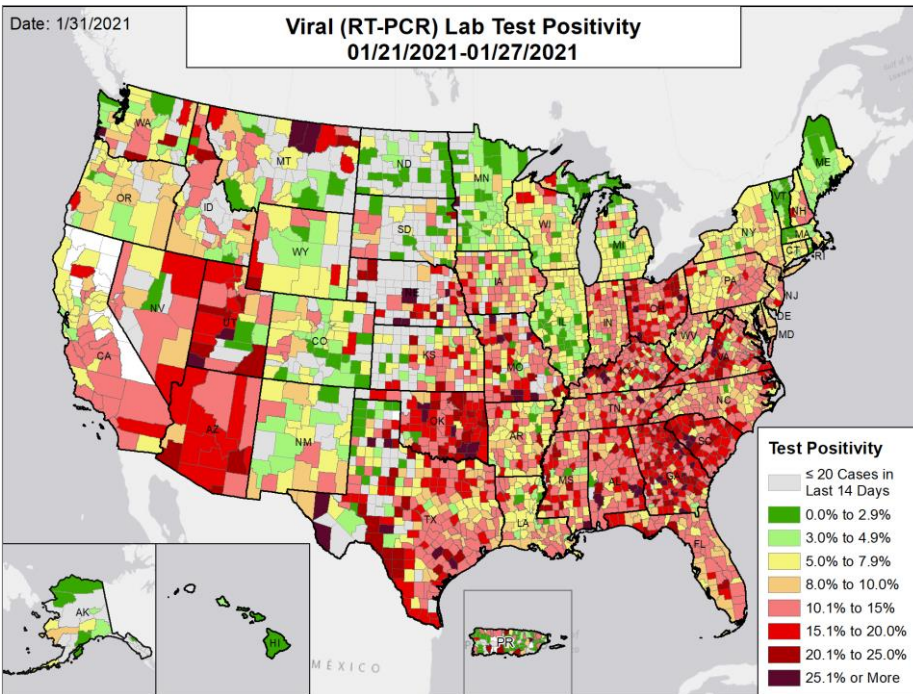 Date: 1/31/2021
Viral (RT-PCR) Lab Test Positivity
01/21/2021-01/27/2021
WA
MT
ND
MN
ME
OR
ID
SD
WI
MI
VT
NH
NY
MA
CT
RI
WY
IA
PA
NJ
NV
UT
CO
KS
MO
IN
WV
DE
MD
VA
CA
AZ
NM
OK
AR
TN
NC
SC
TX
LA
MS
AL
FL
AK
HI
PR
MÉXICO
Test Positivity
≤ 20 Cases in
Last 14 Days
0.0% to 2.9%
3.0% to 4.9%
5.0% to 7.9%
8.0% to 10.0%
10.1% to 15%
15.1% to 20.0%
20.1% to 25.0%
25.1% or More